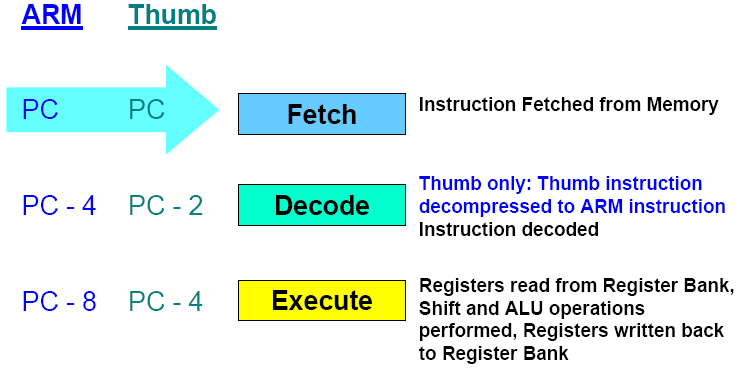 ARM Thumb
PC PC Fetch Instruction Fetched from Memory
PC - 4 PC - 2 Decode Thumb only: Thumb instruction
decompressed to ARM instruction
Instruction decoded
PC - 8 PC - 4 Execute Registers read from Register Bank,
Shift and ALU operations
performed, Registers written back
to Register Bank